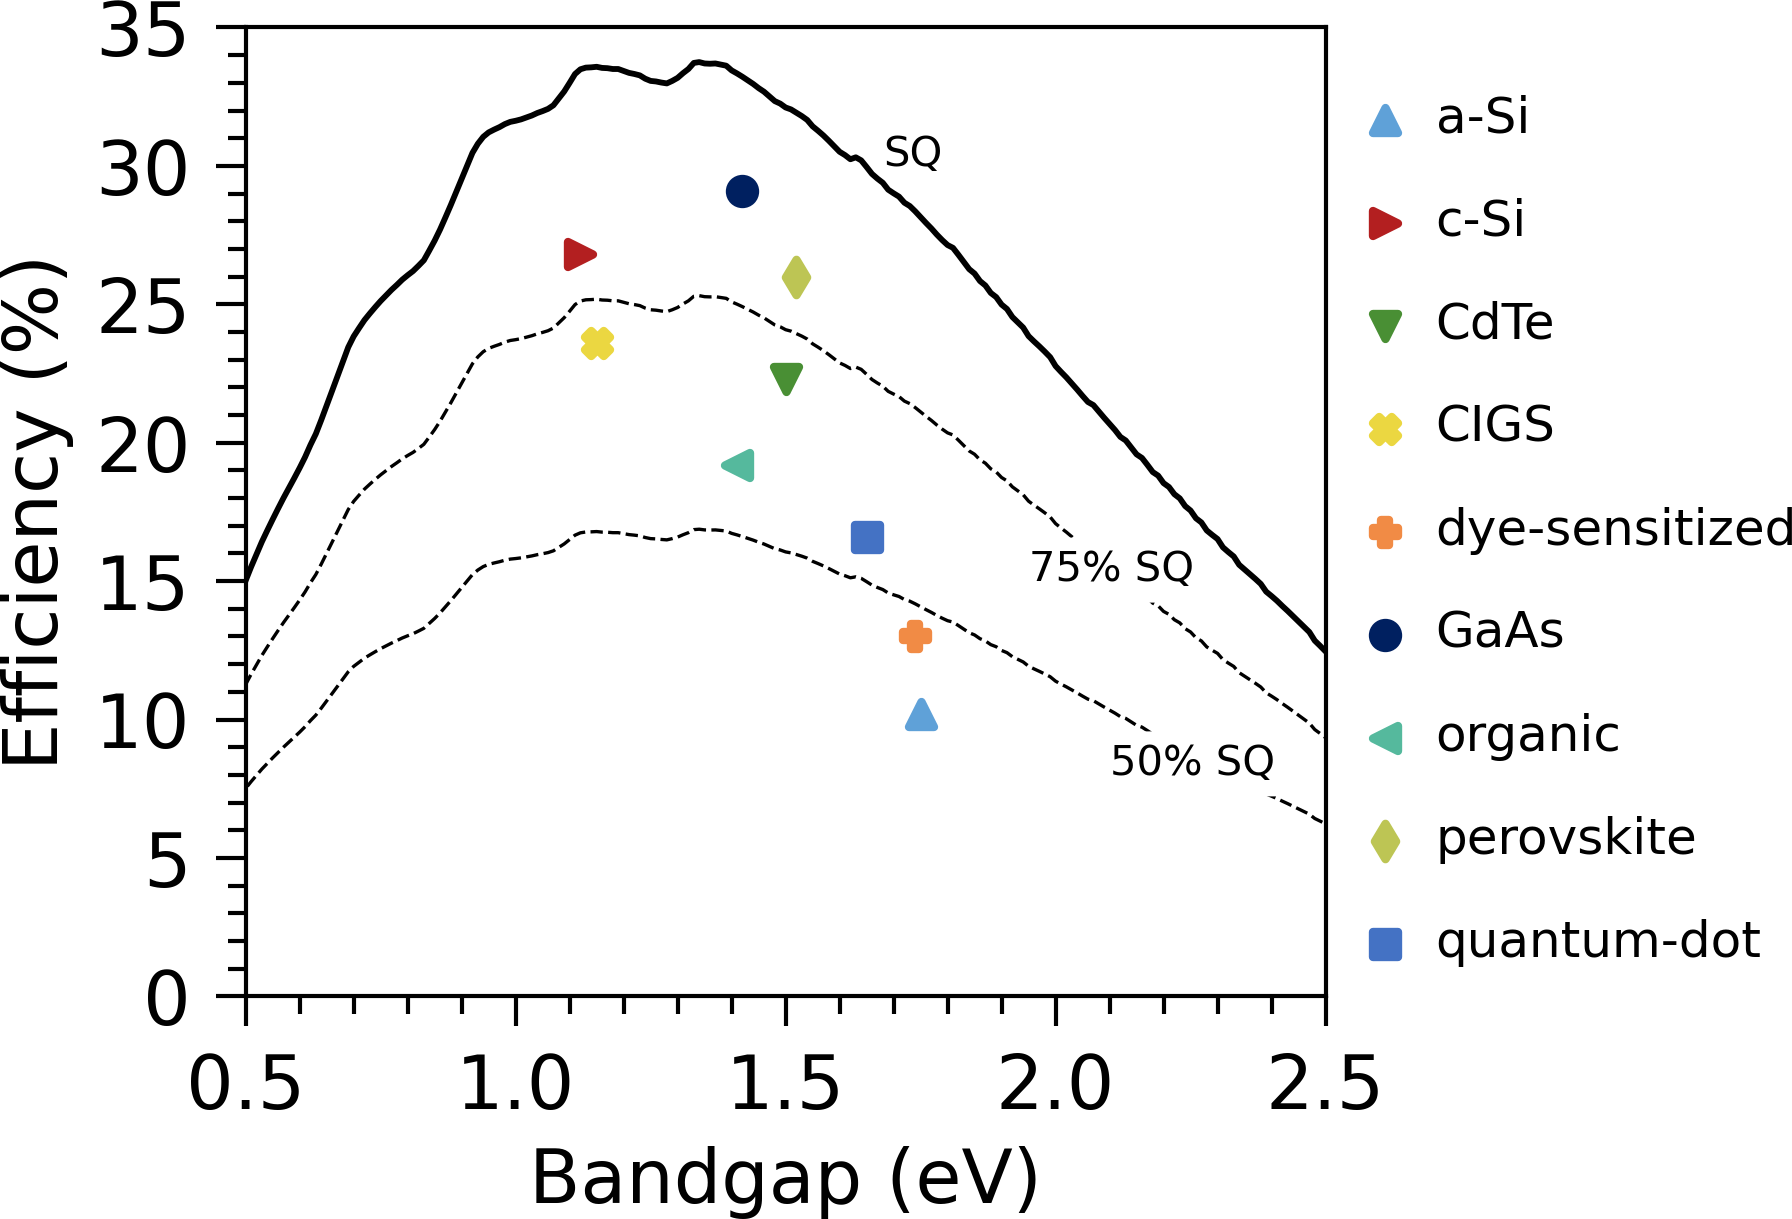 Efficiency (%)
35
30
25
20
15
10
5
0
0.5 1.0 1.5 2.0 2.5
Bandgap (eV)
SQ
75% SQ
50% SQ
a-Si
c-Si
CdTe
CIGS
dye-sensitized
GaAs
organic
perovskite
quantum-dot